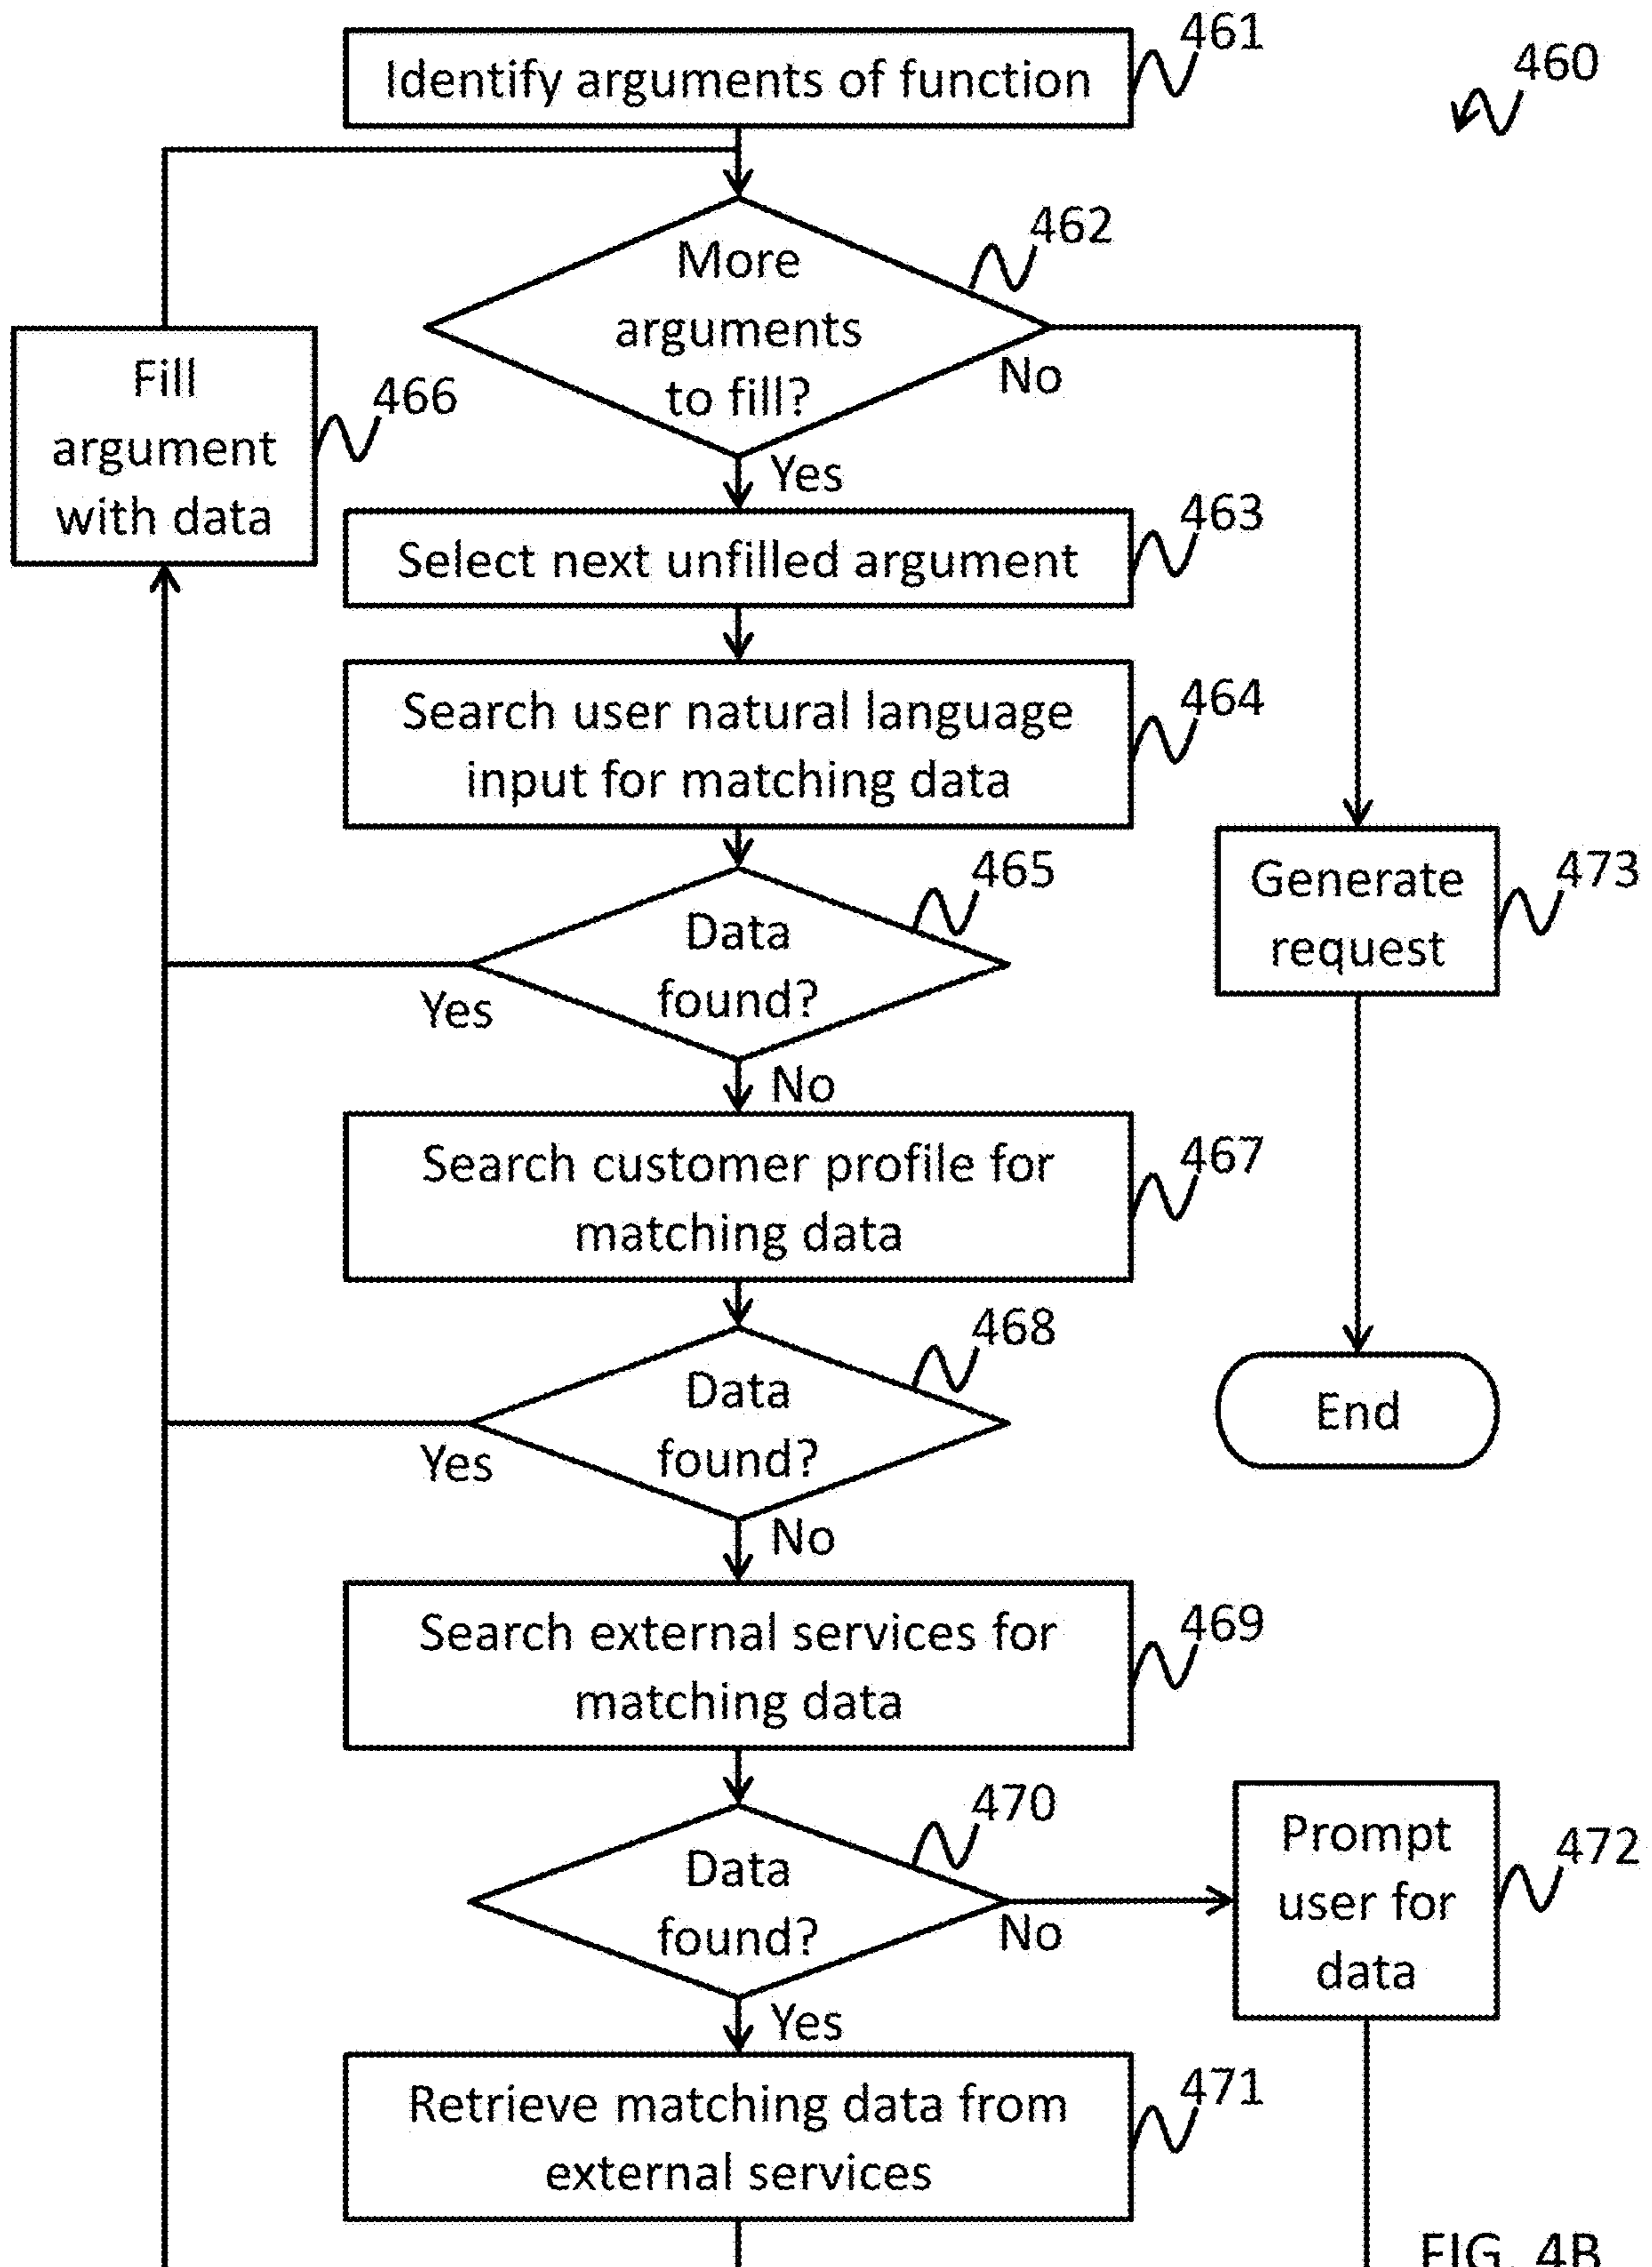 461
Identify arguments of function
460
462
More
arguments
to fill?
No
Fill
argument
with data
466
Yes
463
Select next unfilled argument
464
Search user natural language
input for matching data
465
Data
found?
Yes
No
Generate
request
473
467
Search customer profile for
matching data
468
Data
found?
Yes
No
End
469
Search external services for
matching data
470
Data
found?
No
Yes
Prompt
user for
data
472
471
Retrieve matching data from
external services
FIG. 4B